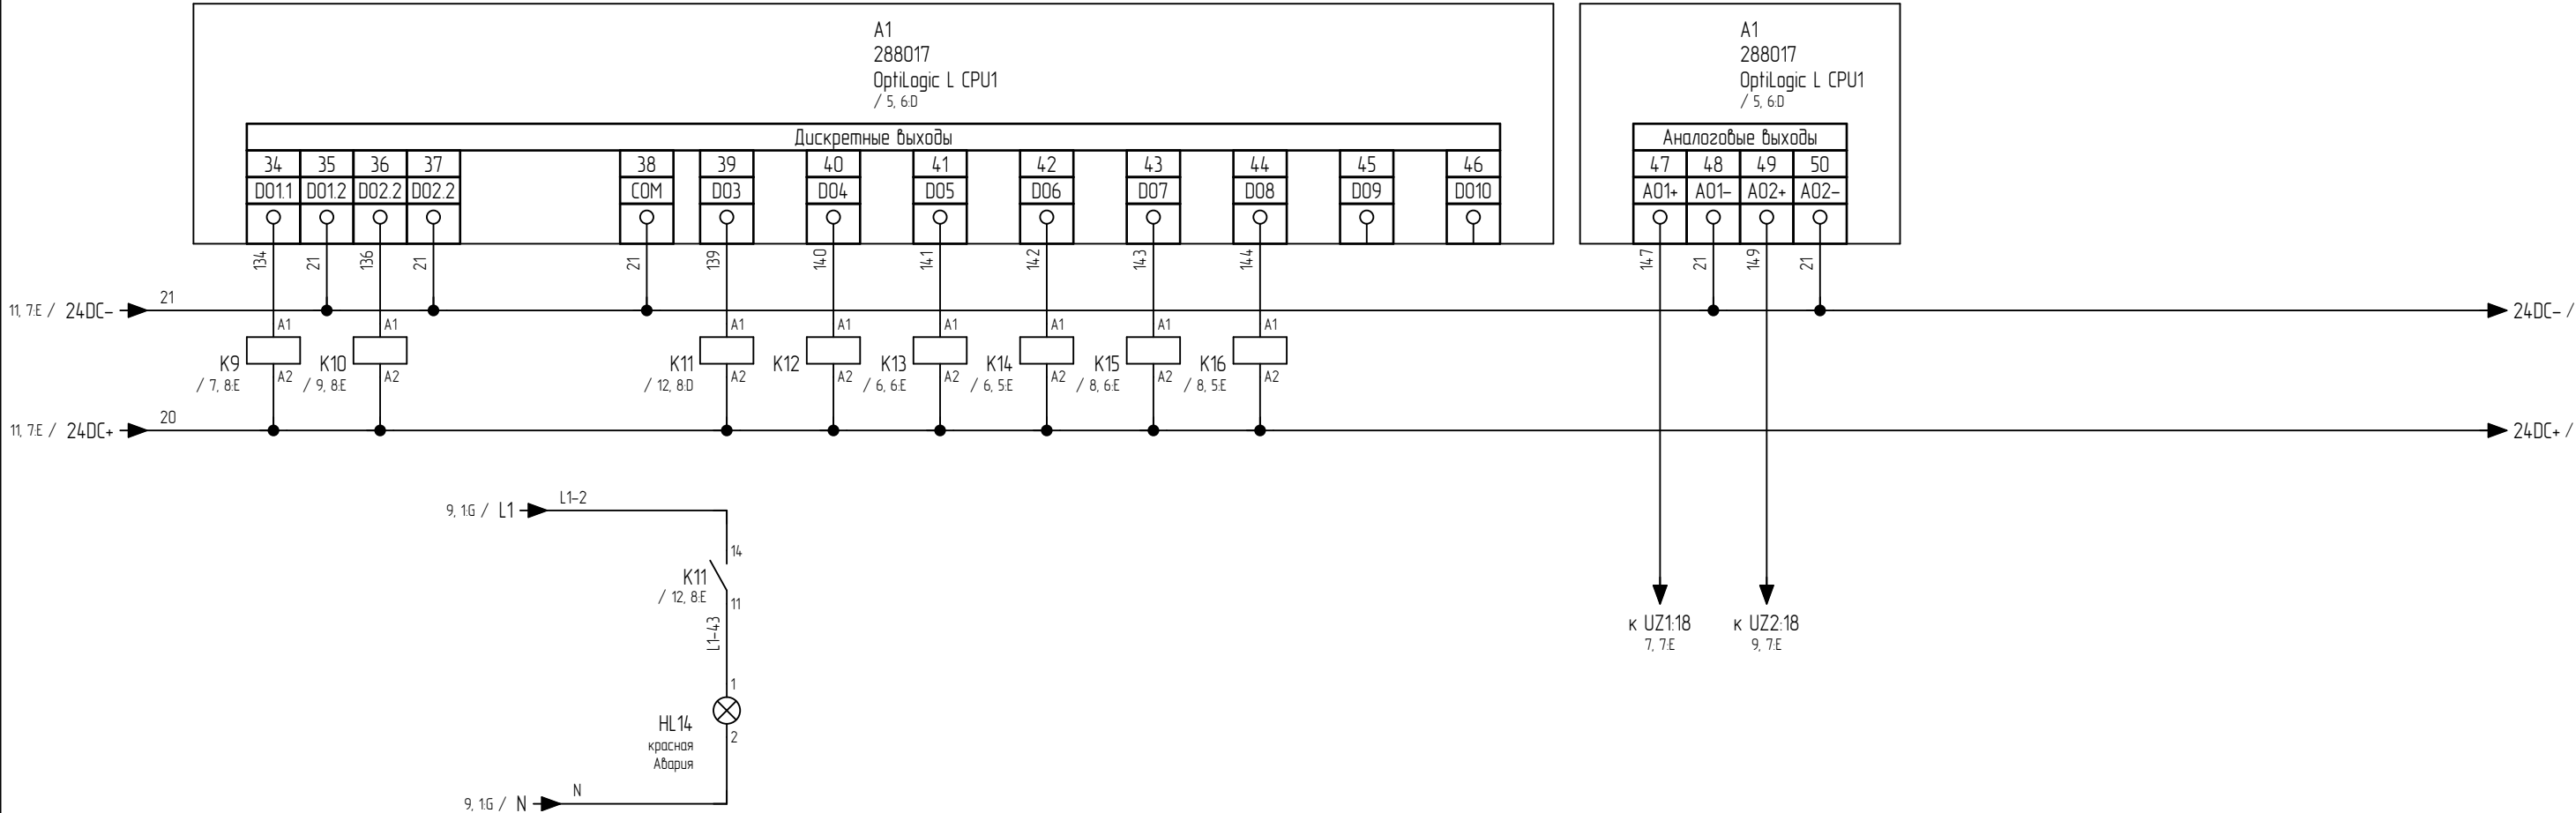 A1
288017
OptiLogic L CPU1
/ 5, 6:D
A1
288017
OptiLogic L CPU1
/ 5, 6:D
Дискретные выходы
Аналоговые выходы
34 35 36 37 38 39 40 41 42 43 44 45 46 47 48 49 50
DO1.1 DO1.2 DO2.2 DO2.2 COM DO3 DO4 DO5 DO6 DO7 DO8 DO9 DO10 AO1+ AO1- AO2+ AO2-
134 21 136 21 21 139 140 141 142 143 144 147 21 149 21
11, 7:E / 24DC- 21 24DC- /
A1 A1 A1 A1 A1 A1 A1 A1
K9 K10 K11 K12 K13 K14 K15 K16
A2 A2 A2 A2 A2 A2 A2 A2
/ 7, 8:E / 9, 8:E / 12, 8:D / 6, 6:E / 6, 5:E / 8, 6:E / 8, 5:E
11, 7:E / 24DC+ 20 24DC+ /
9, 1:G / L1 L1-2
14
K11
/ 12, 8:E
11
L1-43
к UZ1:18 к UZ2:18
7, 7:E 9, 7:E
1
HL14
2
красная
Авария
9, 1:G / N N